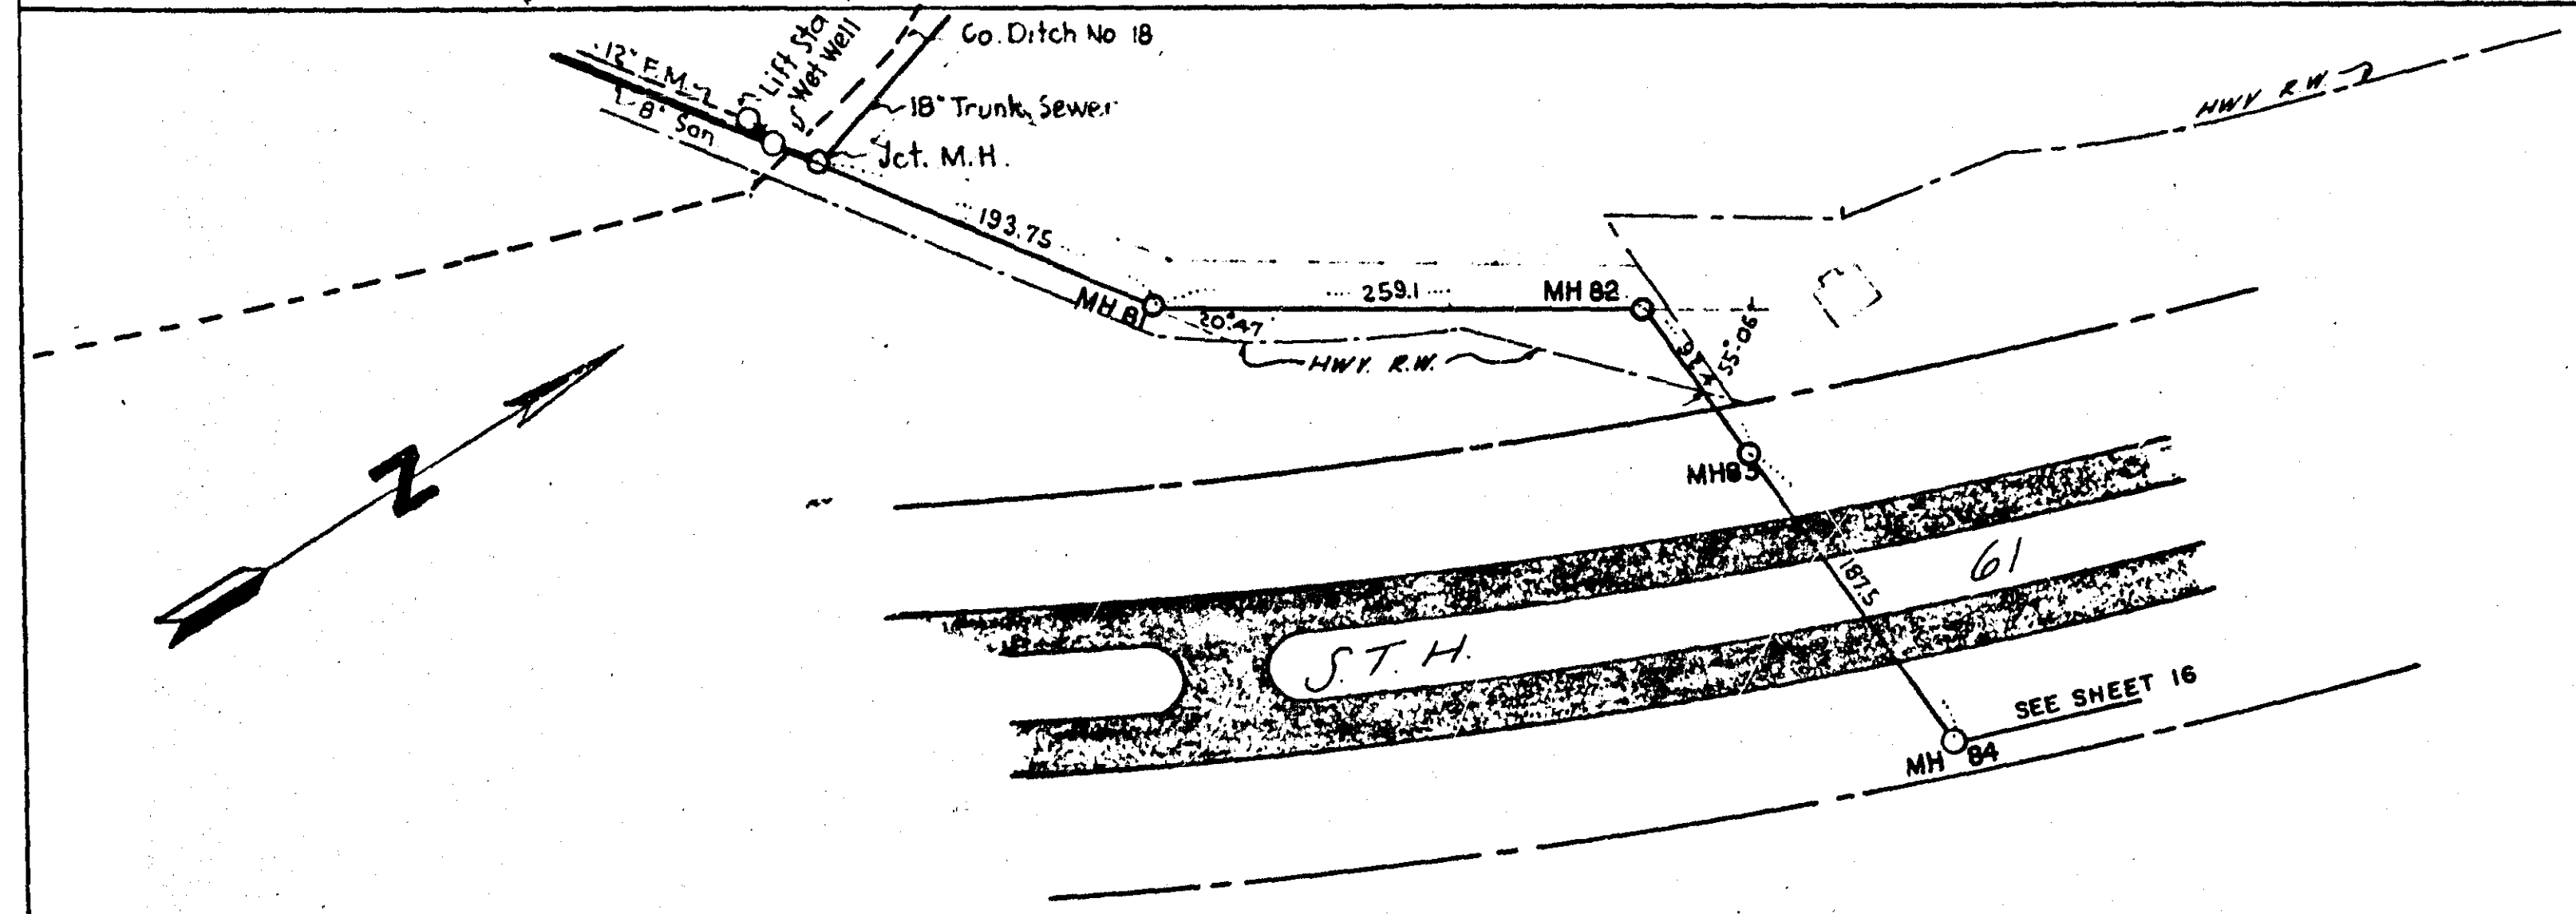 12" F.M.
Lift Sta
Wet Well
Co. Ditch No 18
8" San
18" Trunk Sewer
Jct. M.H.
193.75
HWY R.W.
MH 81
20°47'
259.1
MH 82
55°-06'
HWY. R.W.
MH83
N
187.5
61
S.T.H.
SEE SHEET 16
MH 84